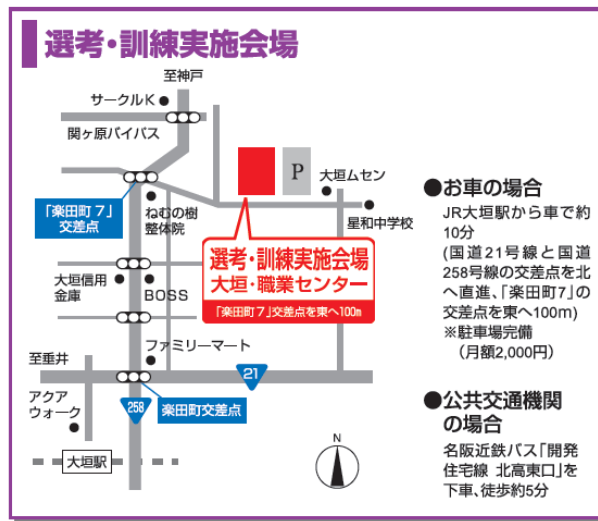 選考・訓練実施会場
至神戸
サークルK
関ヶ原バイパス
「楽田町7」
交差点
ねむの樹
整体院
P
大垣ムセン
星和中学校
選考・訓練実施会場
大垣・職業センター
「楽田町7」交差点を東へ100m
大垣信用
金庫
BOSS
ファミリーマート
至垂井
21
アクア
ウォーク
258
楽田町交差点
大垣駅
N
●お車の場合
JR大垣駅から車で約
10分
(国道21号線と国道
258号線の交差点を北
へ直進、「楽田町7」の
交差点を東へ100m)
※駐車場完備
(月額2,000円)
●公共交通機関
の場合
名阪近鉄バス「開発
住宅線 北高東口」を
下車、徒歩約5分